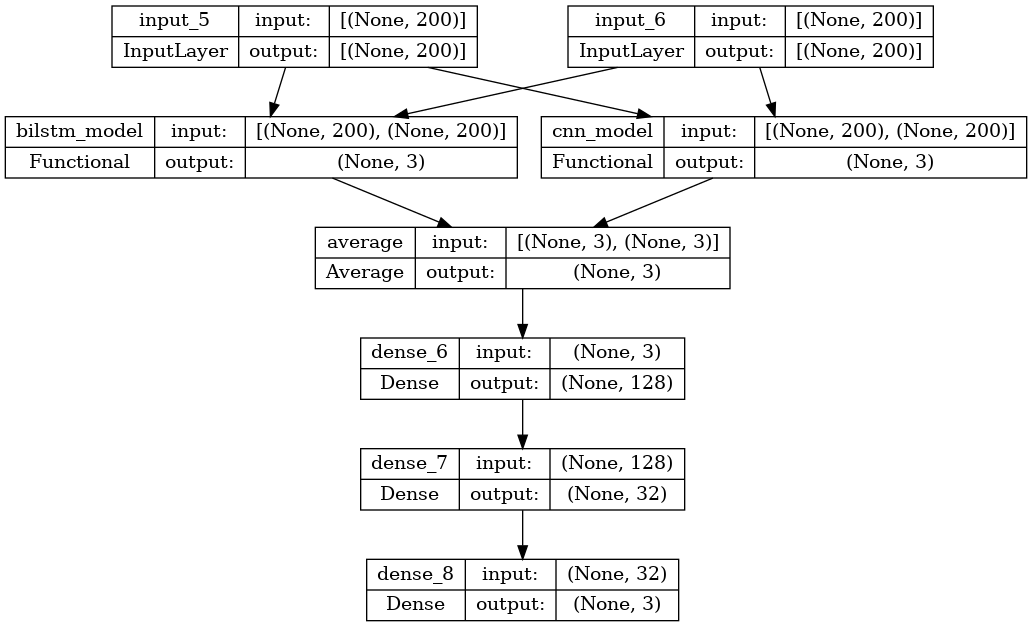 input_5 input: [(None, 200)]
InputLayer output: [(None, 200)]
input_6 input: [(None, 200)]
InputLayer output: [(None, 200)]
bilstm_model input: [(None, 200), (None, 200)]
Functional output: (None, 3)
cnn_model input: [(None, 200), (None, 200)]
Functional output: (None, 3)
average input: [(None, 3), (None, 3)]
Average output: (None, 3)
dense_6 input: (None, 3)
Dense output: (None, 128)
dense_7 input: (None, 128)
Dense output: (None, 32)
dense_8 input: (None, 32)
Dense output: (None, 3)